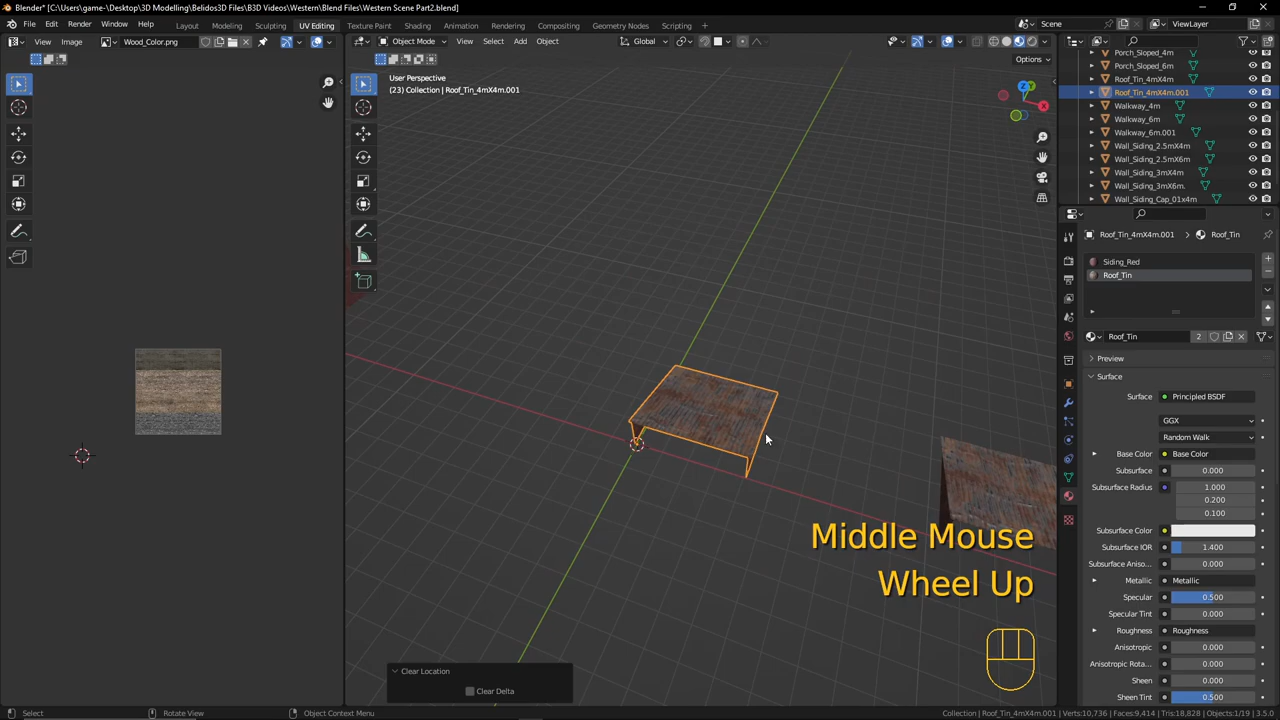 Blender* [C:\Users\game-\Desktop\3D Modelling\Belidos3D Files\B3D Videos\Western\Blend Files\Western Scene Part2.blend]
File Edit Render Window Help Layout Modeling Sculpting UV Editing Texture Paint Shading Animation Rendering Compositing Geometry Nodes Scripting + Scene ViewLayer
View Image Wood_Color.png Object Mode View Select Add Object Global
Options
User Perspective
(23) Collection | Roof_Tin_4mX4m.001
Z
Y
X
Porch_Sloped_4m
Porch_Sloped_6m
Roof_Tin_4mX4m
Roof_Tin_4mX4m.001
Walkway_4m
Walkway_6m
Walkway_6m.001
Wall_Siding_2.5mX4m
Wall_Siding_2.5mX6m
Wall_Siding_3mX4m
Wall_Siding_3mX6m.
Wall_Siding_Cap_01x4m
Roof_Tin_4mX4m.001 > Roof_Tin
Siding_Red
Roof_Tin
Roof_Tin 2
Preview
Surface
Surface Principled BSDF
GGX
Random Walk
Base Color Base Color
Subsurface 0.000
Subsurface Radius 1.000
0.200
0.100
Subsurface Color
Subsurface IOR 1.400
Subsurface Aniso... 0.000
Metallic Metallic
Specular 0.500
Specular Tint 0.000
Roughness Roughness
Anisotropic 0.000
Anisotropic Rota... 0.000
Sheen 0.000
Sheen Tint 0.500
Middle Mouse
Wheel Up
Clear Location
Clear Delta
Select Rotate View Object Context Menu Collection | Roof_Tin_4mX4m.001 | Verts:10,736 | Faces:9,414 | Tris:18,828 | Objects:1/19 | 3.5.0